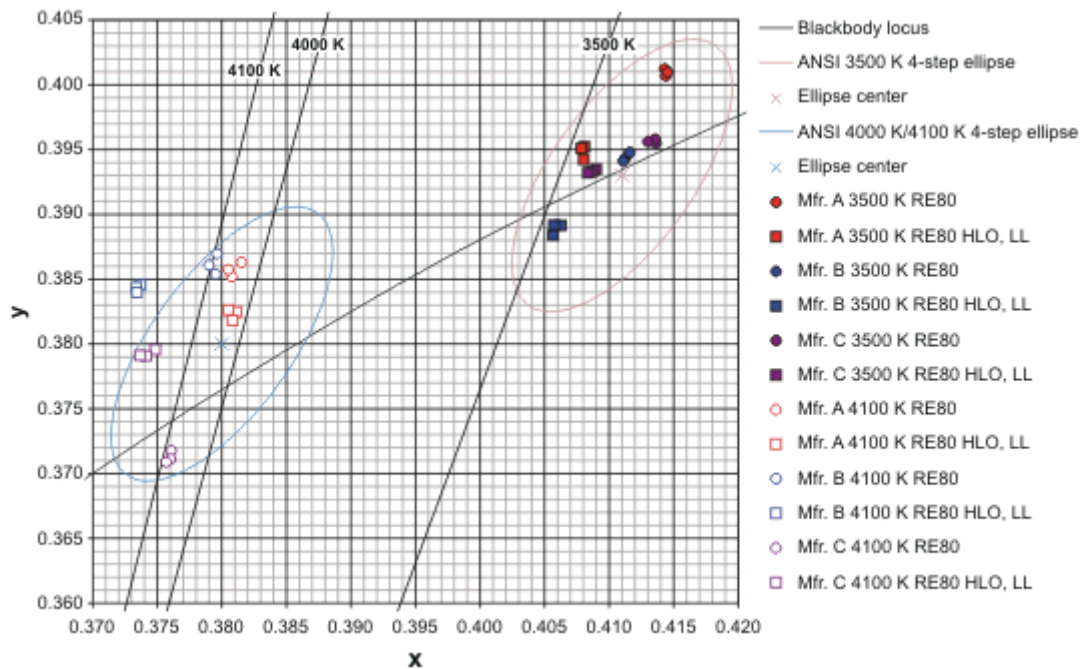 0.405
0.400
0.395
0.390
0.385
0.380
0.375
0.370
0.365
0.360
y
4100 K
4000 K
3500 K
0.370 0.375 0.380 0.385 0.390 0.395 0.400 0.405 0.410 0.415 0.420
x
Blackbody locus
ANSI 3500 K 4-step ellipse
Ellipse center
ANSI 4000 K/4100 K 4-step ellipse
Ellipse center
Mfr. A 3500 K RE80
Mfr. A 3500 K RE80 HLO, LL
Mfr. B 3500 K RE80
Mfr. B 3500 K RE80 HLO, LL
Mfr. C 3500 K RE80
Mfr. C 3500 K RE80 HLO, LL
Mfr. A 4100 K RE80
Mfr. A 4100 K RE80 HLO, LL
Mfr. B 4100 K RE80
Mfr. B 4100 K RE80 HLO, LL
Mfr. C 4100 K RE80
Mfr. C 4100 K RE80 HLO, LL